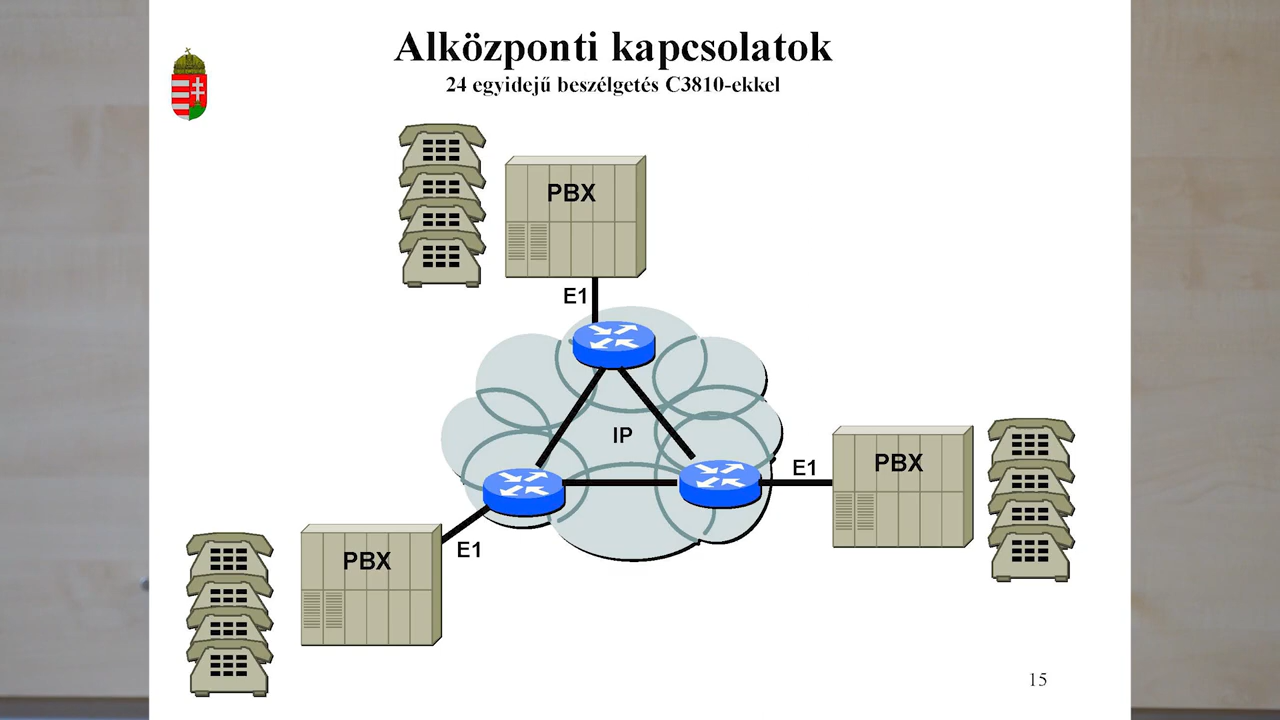 Alközponti kapcsolatok
24 egyidejű beszélgetés C3810-ekkel
PBX
E1
IP
E1
PBX
PBX
E1
15